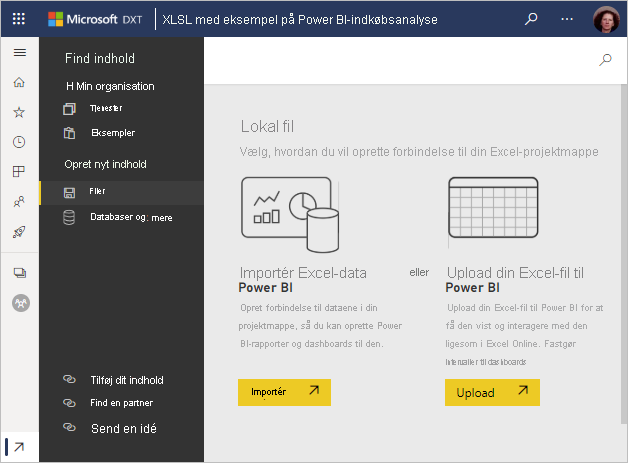 Microsoft DXT
XLSL med eksempel på Power BI-indkøbsanalyse
Find indhold
H Min organisation
Tjenester
Eksempler
Opret nyt indhold
Filer
Databaser og. mere
Tilføj dit indhold
Find en partner
Send en idé
Lokal fil
Vælg, hvordan du vil oprette forbindelse til din Excel-projektmappe
Importér Excel-data
Power BI
Opret forbindelse til dataene i din
projektmappe, så du kan oprette Power
BI-rapporter og dashboards til den.
Importér
eller
Upload din Excel-fil til
Power BI
Upload din Excel-fil til Power BI for at
få den vist og interagere med den
ligesom i Excel Online. Fastgør
intervaller til dashboards
Upload